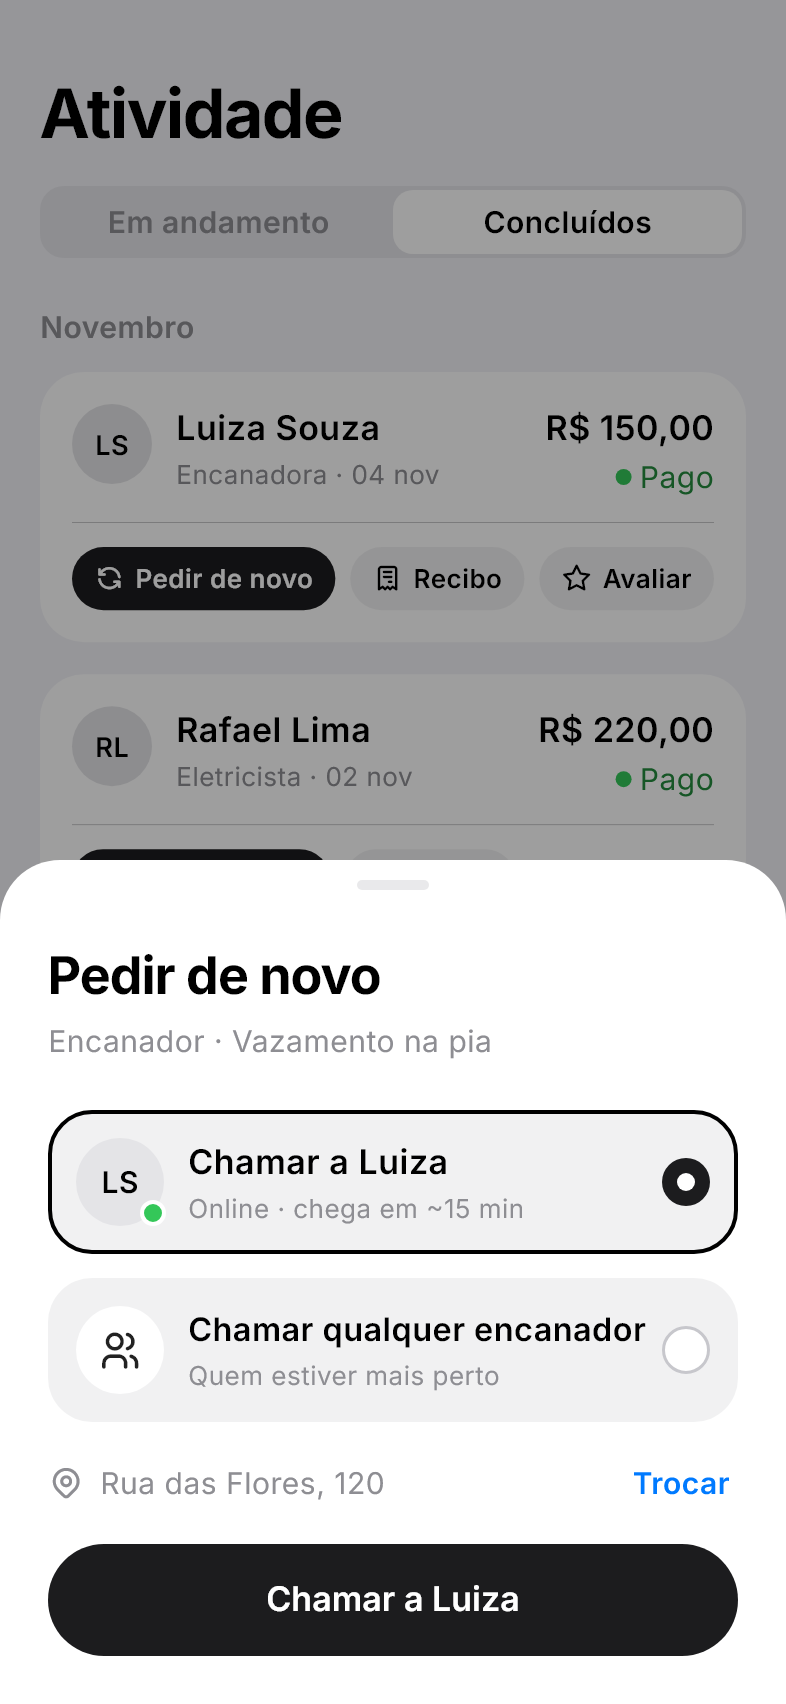 Atividade
Em andamento Concluídos
Novembro
LS Luiza Souza R$ 150,00
Encanadora · 04 nov Pago
Pedir de novo Recibo Avaliar
RL Rafael Lima R$ 220,00
Eletricista · 02 nov Pago
Pedir de novo
Encanador · Vazamento na pia
LS Chamar a Luiza
Online · chega em ~15 min
Chamar qualquer encanador
Quem estiver mais perto
Rua das Flores, 120 Trocar
Chamar a Luiza